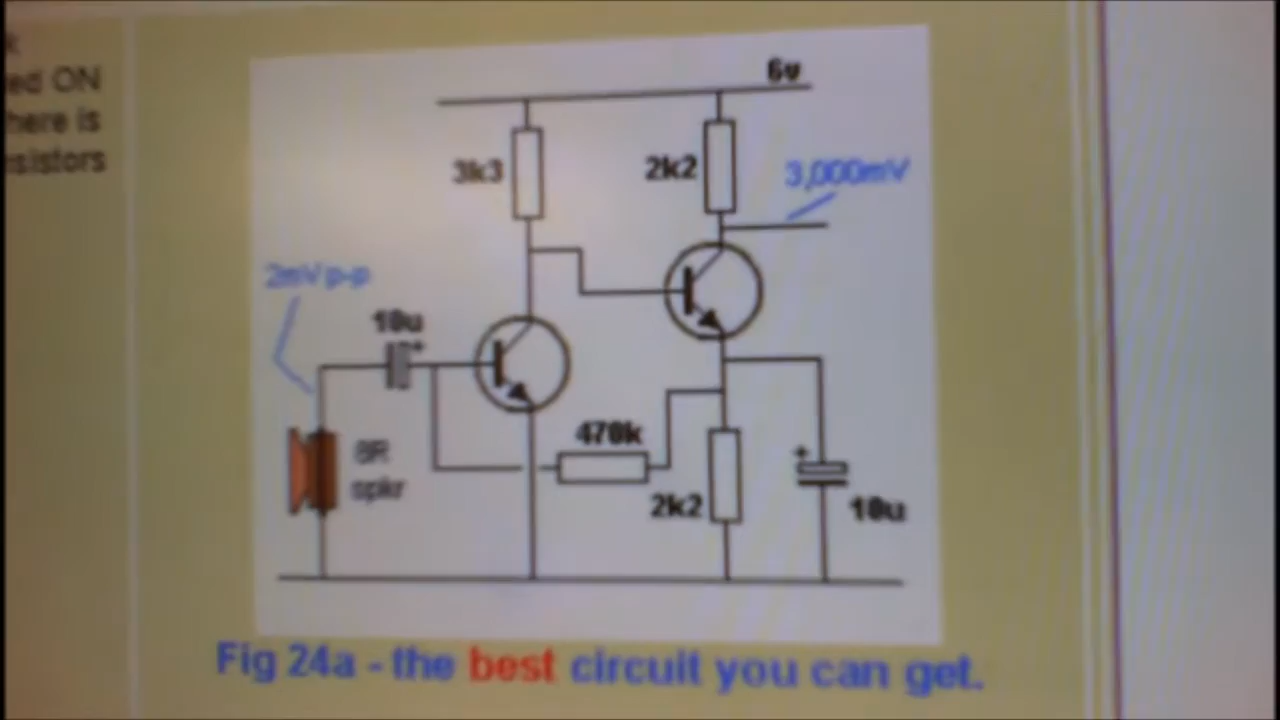 ed ON
here is
sistors
6v
3k3
2k2
3,000mV
2mVp-p
10u
+
8R
spkr
470k
2k2
+
10u
Fig 24a - the best circuit you can get.